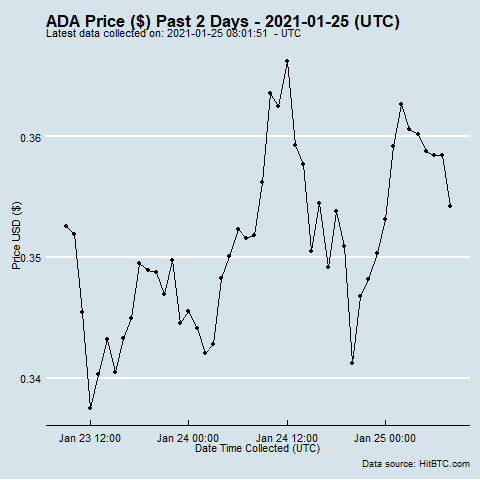 ADA Price ($) Past 2 Days - 2021-01-25 (UTC)
Latest data collected on: 2021-01-25 08:01:51 - UTC
0.36
0.35
0.34
Price USD ($)
Jan 23 12:00 Jan 24 00:00 Jan 24 12:00 Jan 25 00:00
Date Time Collected (UTC)
Data source: HitBTC.com